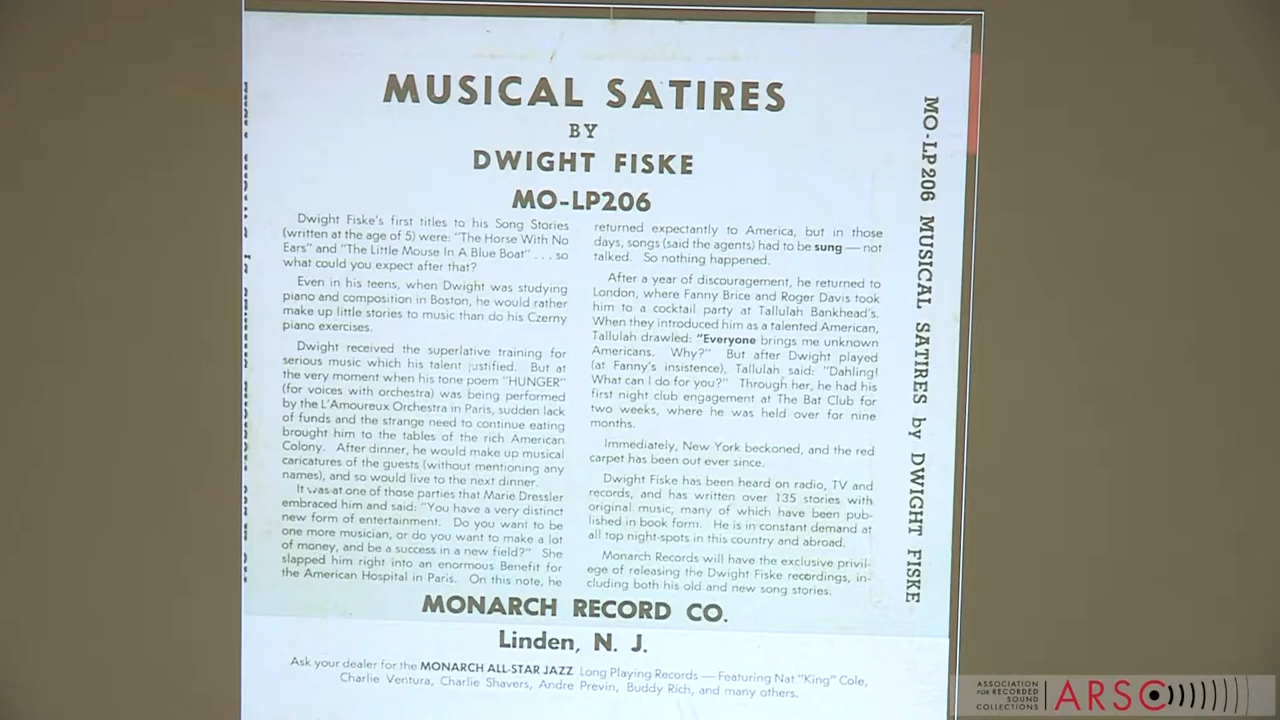 MUSICAL SATIRES
BY
DWIGHT FISKE
MO-LP206
Dwight Fiske's first titles to his Song Stories
(written at the age of 5) were: "The Horse With No
Ears" and "The Little Mouse In A Blue Boat" . . . so
what could you expect after that?
Even in his teens, when Dwight was studying
piano and composition in Boston, he would rather
make up little stories to music than do his Czerny
piano exercises.
Dwight received the superlative training for
serious music which his talent justified. But at
the very moment when his tone poem "HUNGER"
(for voices with orchestra) was being performed
by the L'Amoureux Orchestra in Paris, sudden lack
of funds and the strange need to continue eating
brought him to the tables of the rich American
Colony. After dinner, he would make up musical
caricatures of the guests (without mentioning any
names), and so would live to the next dinner.
It was at one of those parties that Marie Dressler
embraced him and said: "You have a very distinct
new form of entertainment. Do you want to be
one more musician, or do you want to make a lot
of money, and be a success in a new field?" She
slapped him right into an enormous Benefit for
the American Hospital in Paris. On this note, he
returned expectantly to America, but in those
days, songs (said the agents) had to be sung — not
talked. So nothing happened.
After a year of discouragement, he returned to
London, where Fanny Brice and Roger Davis took
him to a cocktail party at Tallulah Bankhead's.
When they introduced him as a talented American,
Tallulah drawled: "Everyone brings me unknown
Americans. Why?" But after Dwight played
(at Fanny's insistence), Tallulah said: "Dahling!
What can I do for you?" Through her, he had his
first night club engagement at The Bat Club for
two weeks, where he was held over for nine
months.
Immediately, New York beckoned, and the red
carpet has been out ever since.
Dwight Fiske has been heard on radio, TV and
records, and has written over 135 stories with
original music, many of which have been pub-
lished in book form. He is in constant demand at
all top night-spots in this country and abroad.
Monarch Records will have the exclusive privil-
ege of releasing the Dwight Fiske recordings, in-
cluding both his old and new song stories.
MONARCH RECORD CO.
Linden, N. J.
Ask your dealer for the MONARCH ALL-STAR JAZZ Long Playing Records — Featuring Nat "King" Cole,
Charlie Ventura, Charlie Shavers, Andre Previn, Buddy Rich, and many others.
MO-LP206 MUSICAL SATIRES by DWIGHT FISKE
ASSOCIATION
FOR RECORDED
SOUND
COLLECTIONS
ARSC